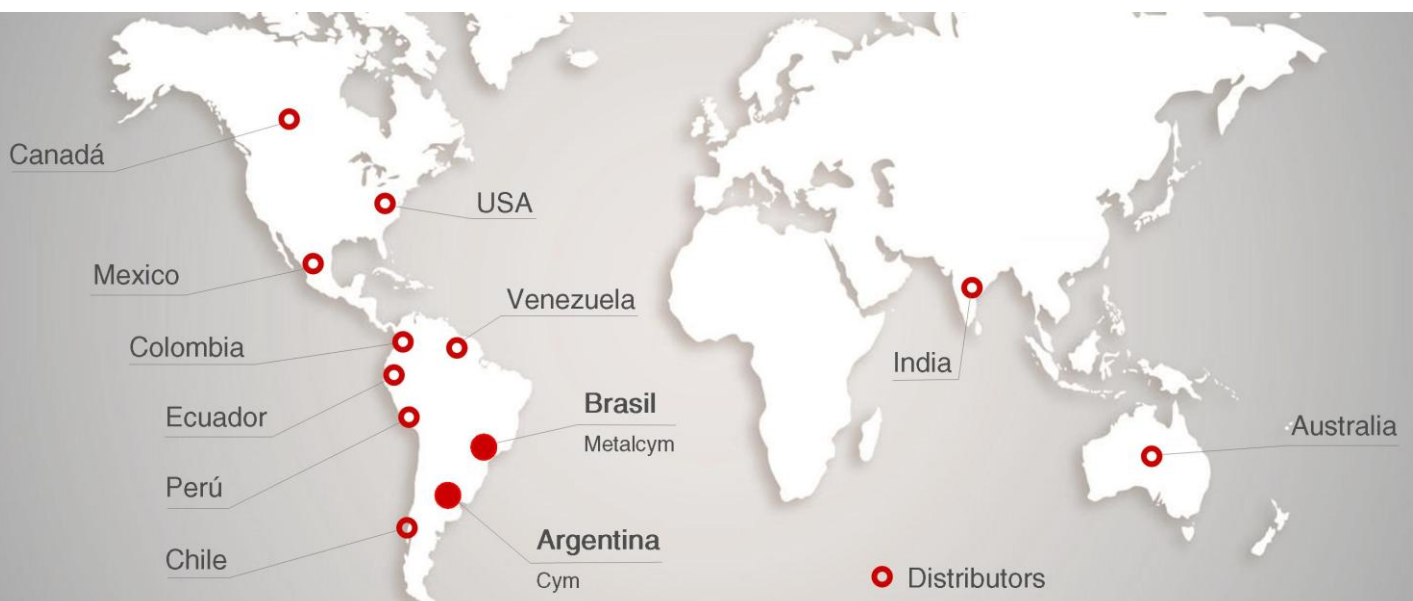 Canadá
USA
Mexico
Venezuela
Colombia
India
Ecuador
Brasil
Metalcym
Australia
Perú
Chile
Argentina
Cym
Distributors